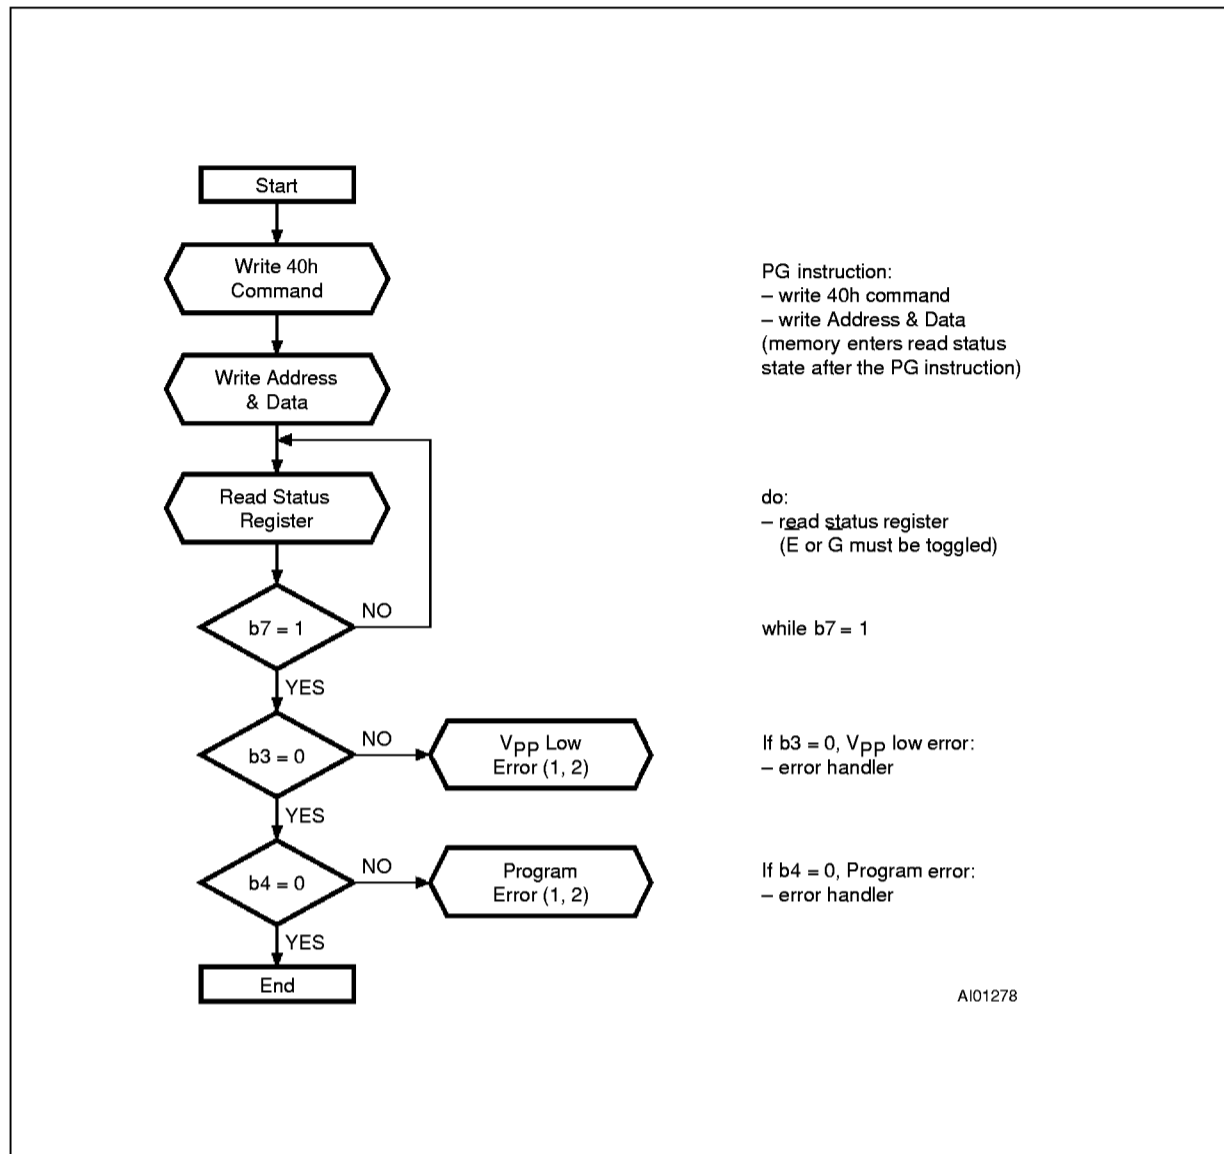 Start
Write 40h
Command
PG instruction:
– write 40h command
– write Address & Data
(memory enters read status
state after the PG instruction)
Write Address
& Data
Read Status
Register
do:
– read status register
(E̅ or G̅ must be toggled)
b7 = 1
NO
while b7 = 1
YES
b3 = 0
NO
VPP Low
Error (1, 2)
If b3 = 0, VPP low error:
– error handler
YES
b4 = 0
NO
Program
Error (1, 2)
If b4 = 0, Program error:
– error handler
YES
End
AI01278